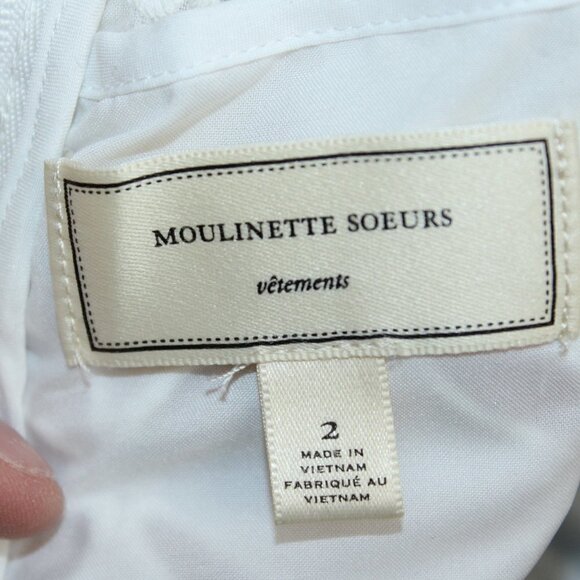 MOULINETTE SOEURS
vêtements
2
MADE IN
VIETNAM
FABRIQUÉ AU
VIETNAM